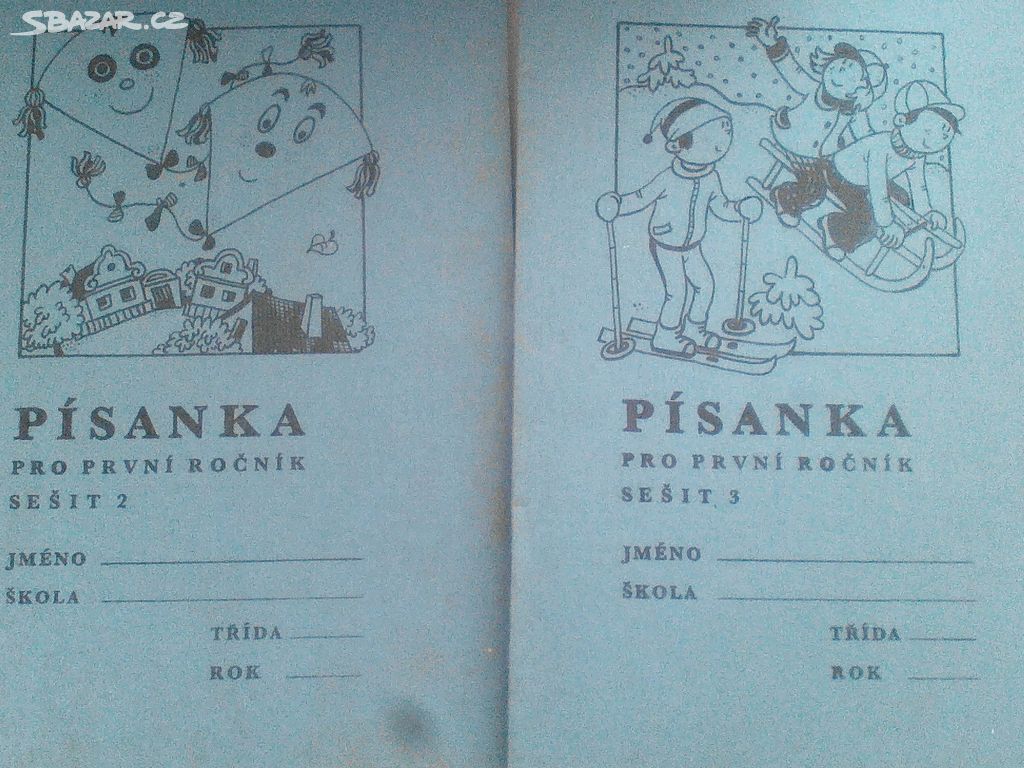 SBAZAR.CZ
PÍSANKA
PRO PRVNÍ ROČNÍK
SEŠIT 2
JMÉNO
ŠKOLA
TŘÍDA
ROK
PÍSANKA
PRO PRVNÍ ROČNÍK
SEŠIT 3
JMÉNO
ŠKOLA
TŘÍDA
ROK